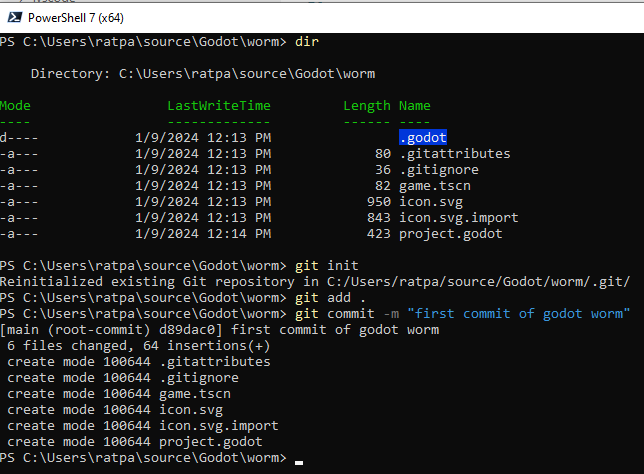 PowerShell 7 (x64)
PS C:\Users\ratpa\source\Godot\worm> dir
Directory: C:\Users\ratpa\source\Godot\worm
Mode                 LastWriteTime         Length Name
----                 -------------         ------ ----
d----            1/9/2024 12:13 PM                .godot
-a---            1/9/2024 12:13 PM             80 .gitattributes
-a---            1/9/2024 12:13 PM             36 .gitignore
-a---            1/9/2024 12:13 PM             82 game.tscn
-a---            1/9/2024 12:13 PM            950 icon.svg
-a---            1/9/2024 12:13 PM            843 icon.svg.import
-a---            1/9/2024 12:14 PM            423 project.godot
PS C:\Users\ratpa\source\Godot\worm> git init
Reinitialized existing Git repository in C:/Users/ratpa/source/Godot/worm/.git/
PS C:\Users\ratpa\source\Godot\worm> git add .
PS C:\Users\ratpa\source\Godot\worm> git commit -m "first commit of godot worm"
[main (root-commit) d89dac0] first commit of godot worm
6 files changed, 64 insertions(+)
create mode 100644 .gitattributes
create mode 100644 .gitignore
create mode 100644 game.tscn
create mode 100644 icon.svg
create mode 100644 icon.svg.import
create mode 100644 project.godot
PS C:\Users\ratpa\source\Godot\worm>